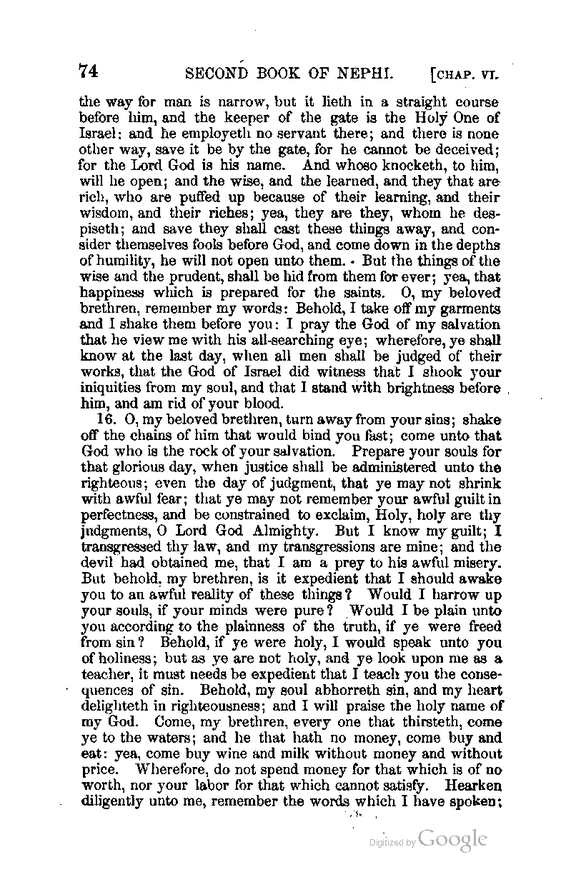 74 SECOND BOOK OF NEPHI. [CHAP. VI.
the way for man is narrow, but it lieth in a straight course
before him, and the keeper of the gate is the Holy One of
Israel: and he employeth no servant there; and there is none
other way, save it be by the gate, for he cannot be deceived;
for the Lord God is his name. And whoso knocketh, to him,
will he open; and the wise, and the learned, and they that are
rich, who are puffed up because of their learning, and their
wisdom, and their riches; yea, they are they, whom he des-
piseth; and save they shall cast these things away, and con-
sider themselves fools before God, and come down in the depths
of humility, he will not open unto them. But the things of the
wise and the prudent, shall be hid from them for ever; yea, that
happiness which is prepared for the saints. O, my beloved
brethren, remember my words: Behold, I take off my garments
and I shake them before you: I pray the God of my salvation
that he view me with his all-searching eye; wherefore, ye shall
know at the last day, when all men shall be judged of their
works, that the God of Israel did witness that I shook your
iniquities from my soul, and that I stand with brightness before
him, and am rid of your blood.
16. O, my beloved brethren, turn away from your sins; shake
off the chains of him that would bind you fast; come unto that
God who is the rock of your salvation. Prepare your souls for
that glorious day, when justice shall be administered unto the
righteous; even the day of judgment, that ye may not shrink
with awful fear; that ye may not remember your awful guilt in
perfectness, and be constrained to exclaim, Holy, holy are thy
judgments, O Lord God Almighty. But I know my guilt; I
transgressed thy law, and my transgressions are mine; and the
devil had obtained me, that I am a prey to his awful misery.
But behold, my brethren, is it expedient that I should awake
you to an awful reality of these things? Would I harrow up
your souls, if your minds were pure? Would I be plain unto
you according to the plainness of the truth, if ye were freed
from sin? Behold, if ye were holy, I would speak unto you
of holiness; but as ye are not holy, and ye look upon me as a
teacher, it must needs be expedient that I teach you the conse-
quences of sin. Behold, my soul abhorreth sin, and my heart
delighteth in righteousness; and I will praise the holy name of
my God. Come, my brethren, every one that thirsteth, come
ye to the waters; and he that hath no money, come buy and
eat: yea, come buy wine and milk without money and without
price. Wherefore, do not spend money for that which is of no
worth, nor your labor for that which cannot satisfy. Hearken
diligently unto me, remember the words which I have spoken;
Digitized by Google